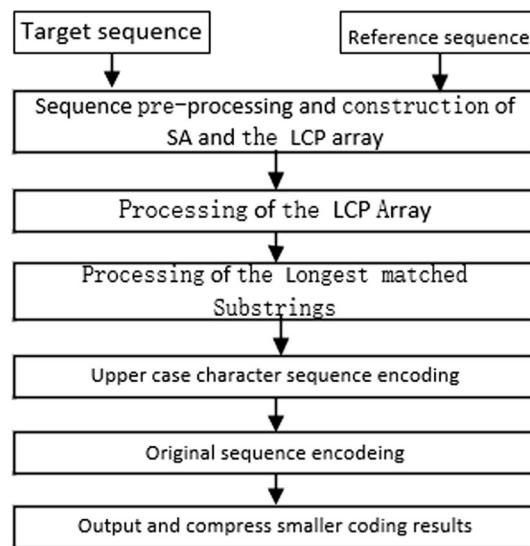 Target sequence
Reference sequence
Sequence pre-processing and construction of
SA and the LCP array
Processing of the LCP Array
Processing of the Longest matched
Substrings
Upper case character sequence encoding
Original sequence encodeing
Output and compress smaller coding results